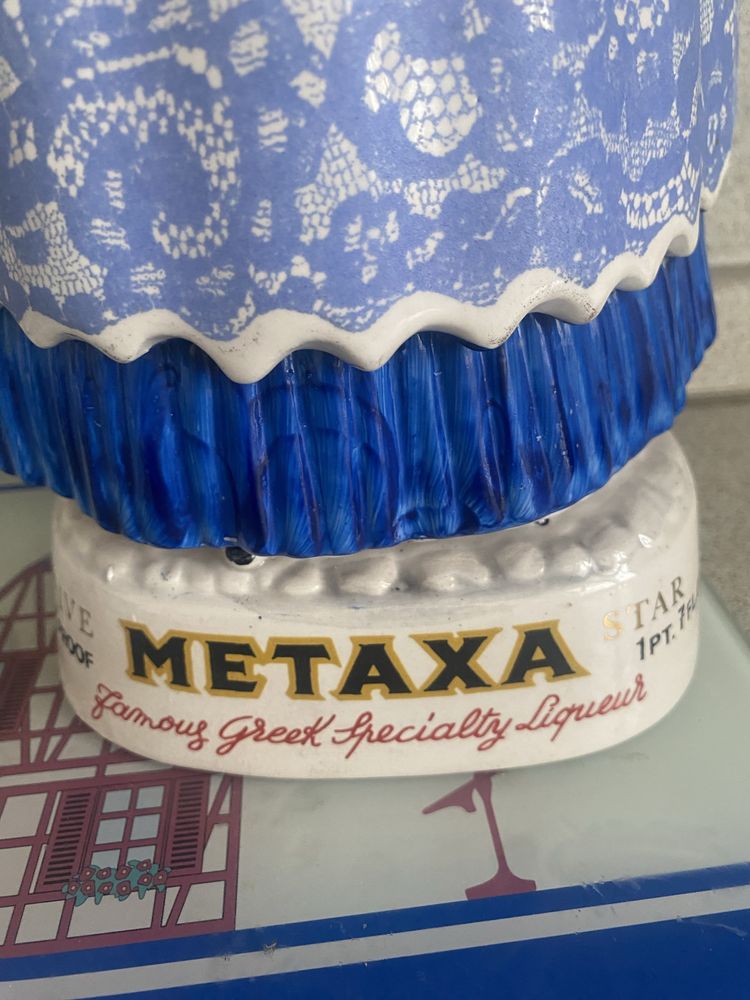 METAXA
STAR
1PT.
Famous Greek Specialty Liqueur